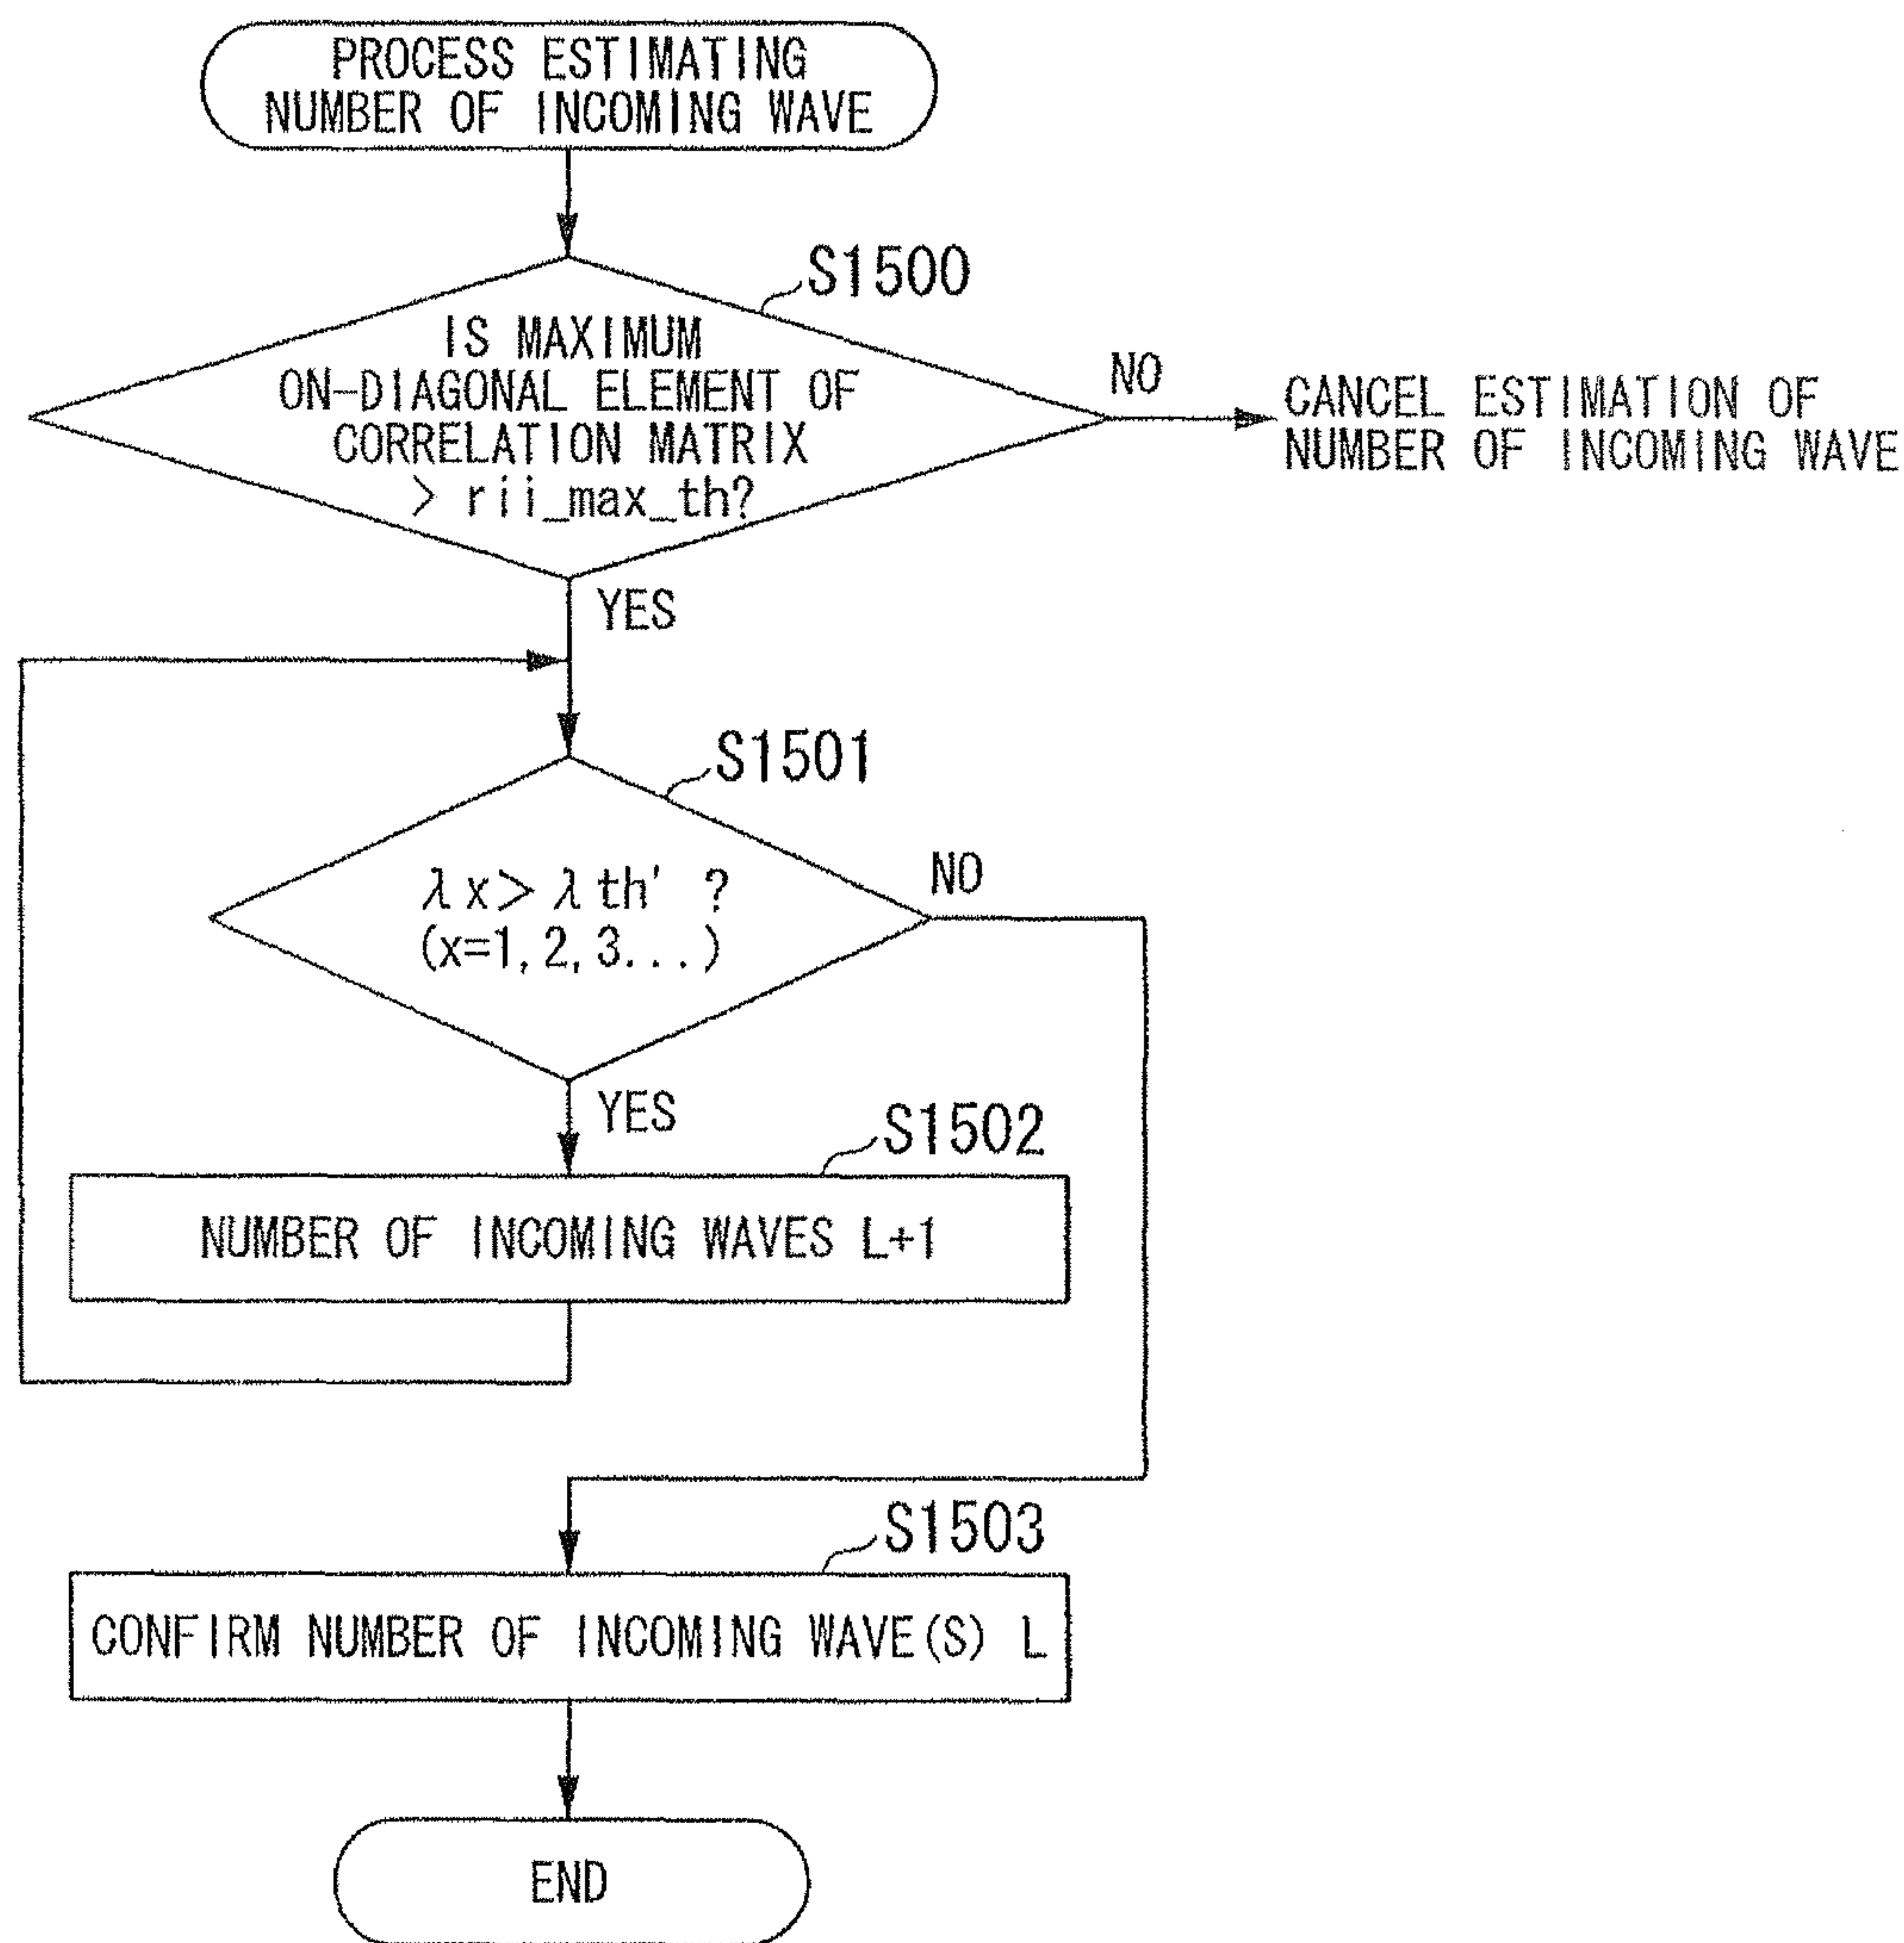 PROCESS ESTIMATING
NUMBER OF INCOMING WAVE
S1500
IS MAXIMUM
ON-DIAGONAL ELEMENT OF
CORRELATION MATRIX
> rii_max_th?
NO
CANCEL ESTIMATION OF
NUMBER OF INCOMING WAVE
YES
S1501
λx>λth' ?
(x=1,2,3...)
NO
YES
S1502
NUMBER OF INCOMING WAVES L+1
S1503
CONFIRM NUMBER OF INCOMING WAVE(S) L
END